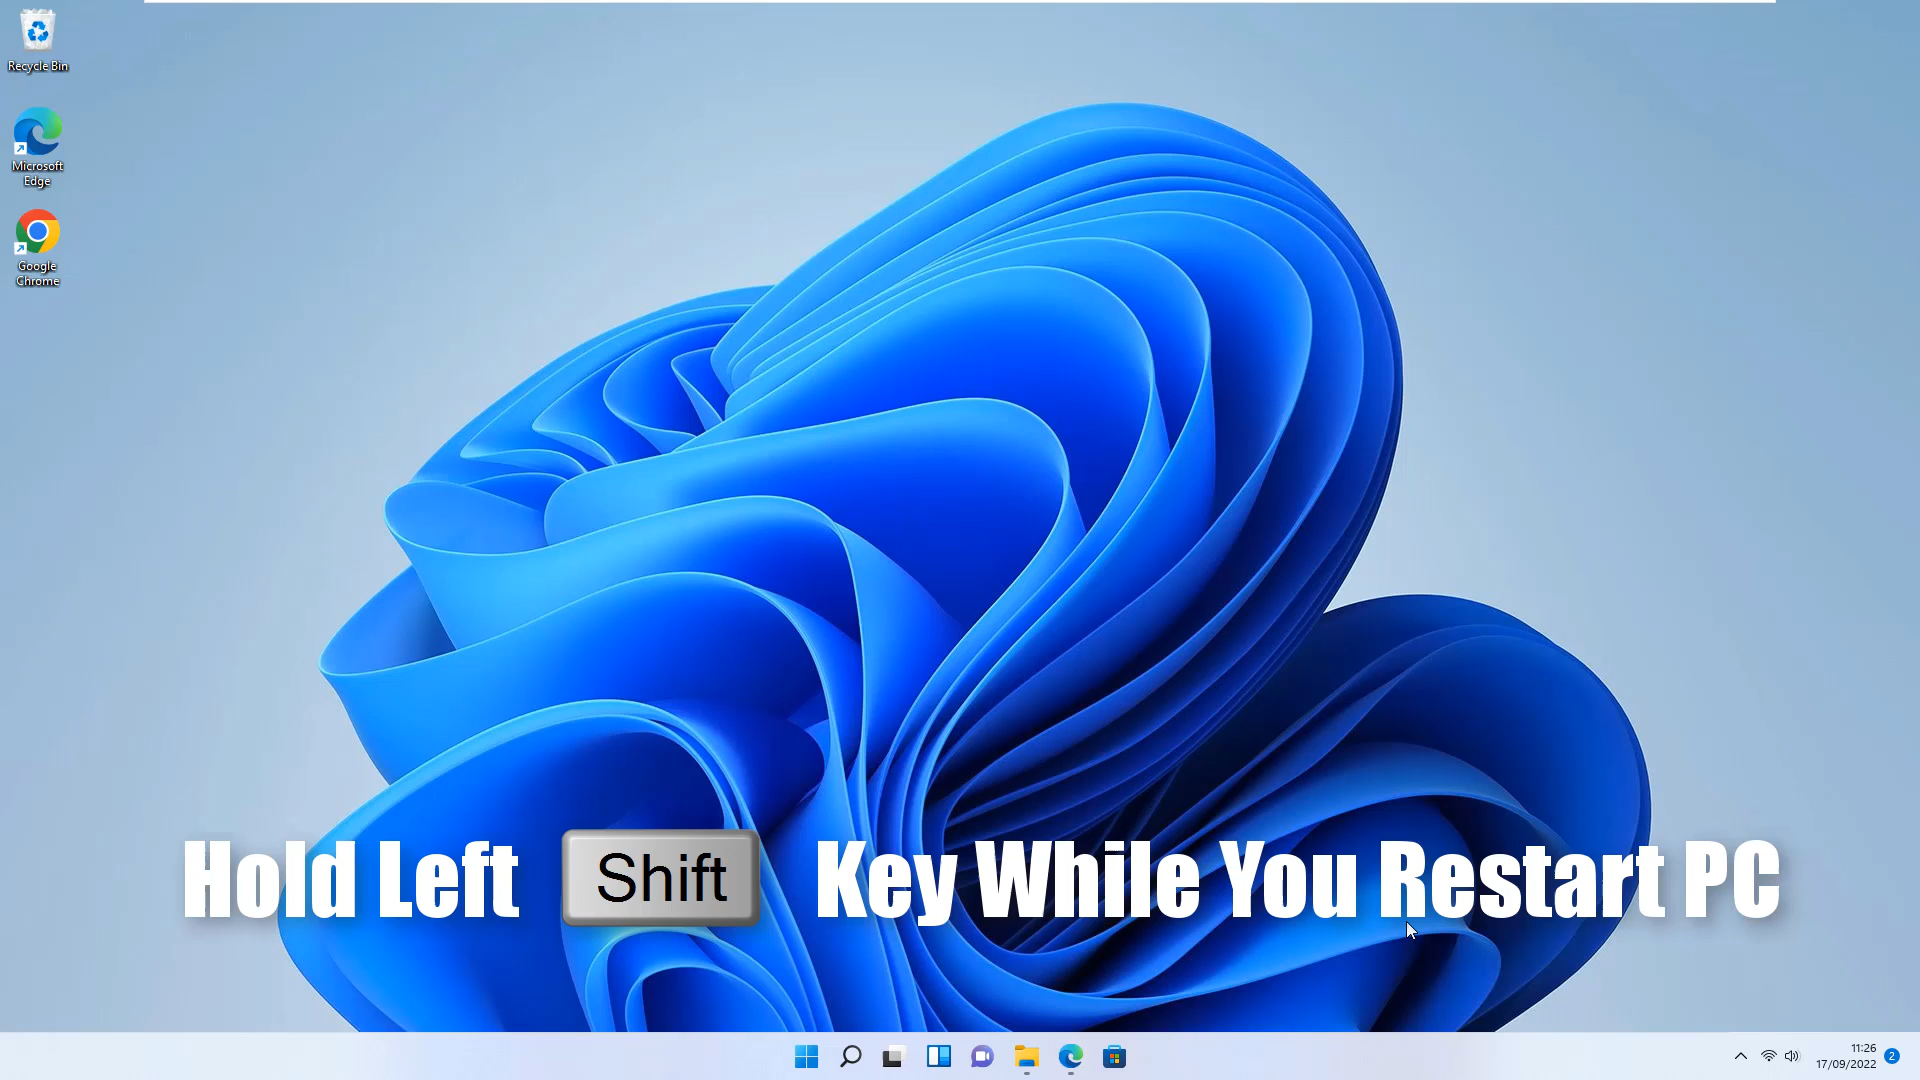 Recycle Bin
Microsoft
Edge
Google
Chrome
Hold Left Shift Key While You Restart PC
11:26
17/09/2022
2